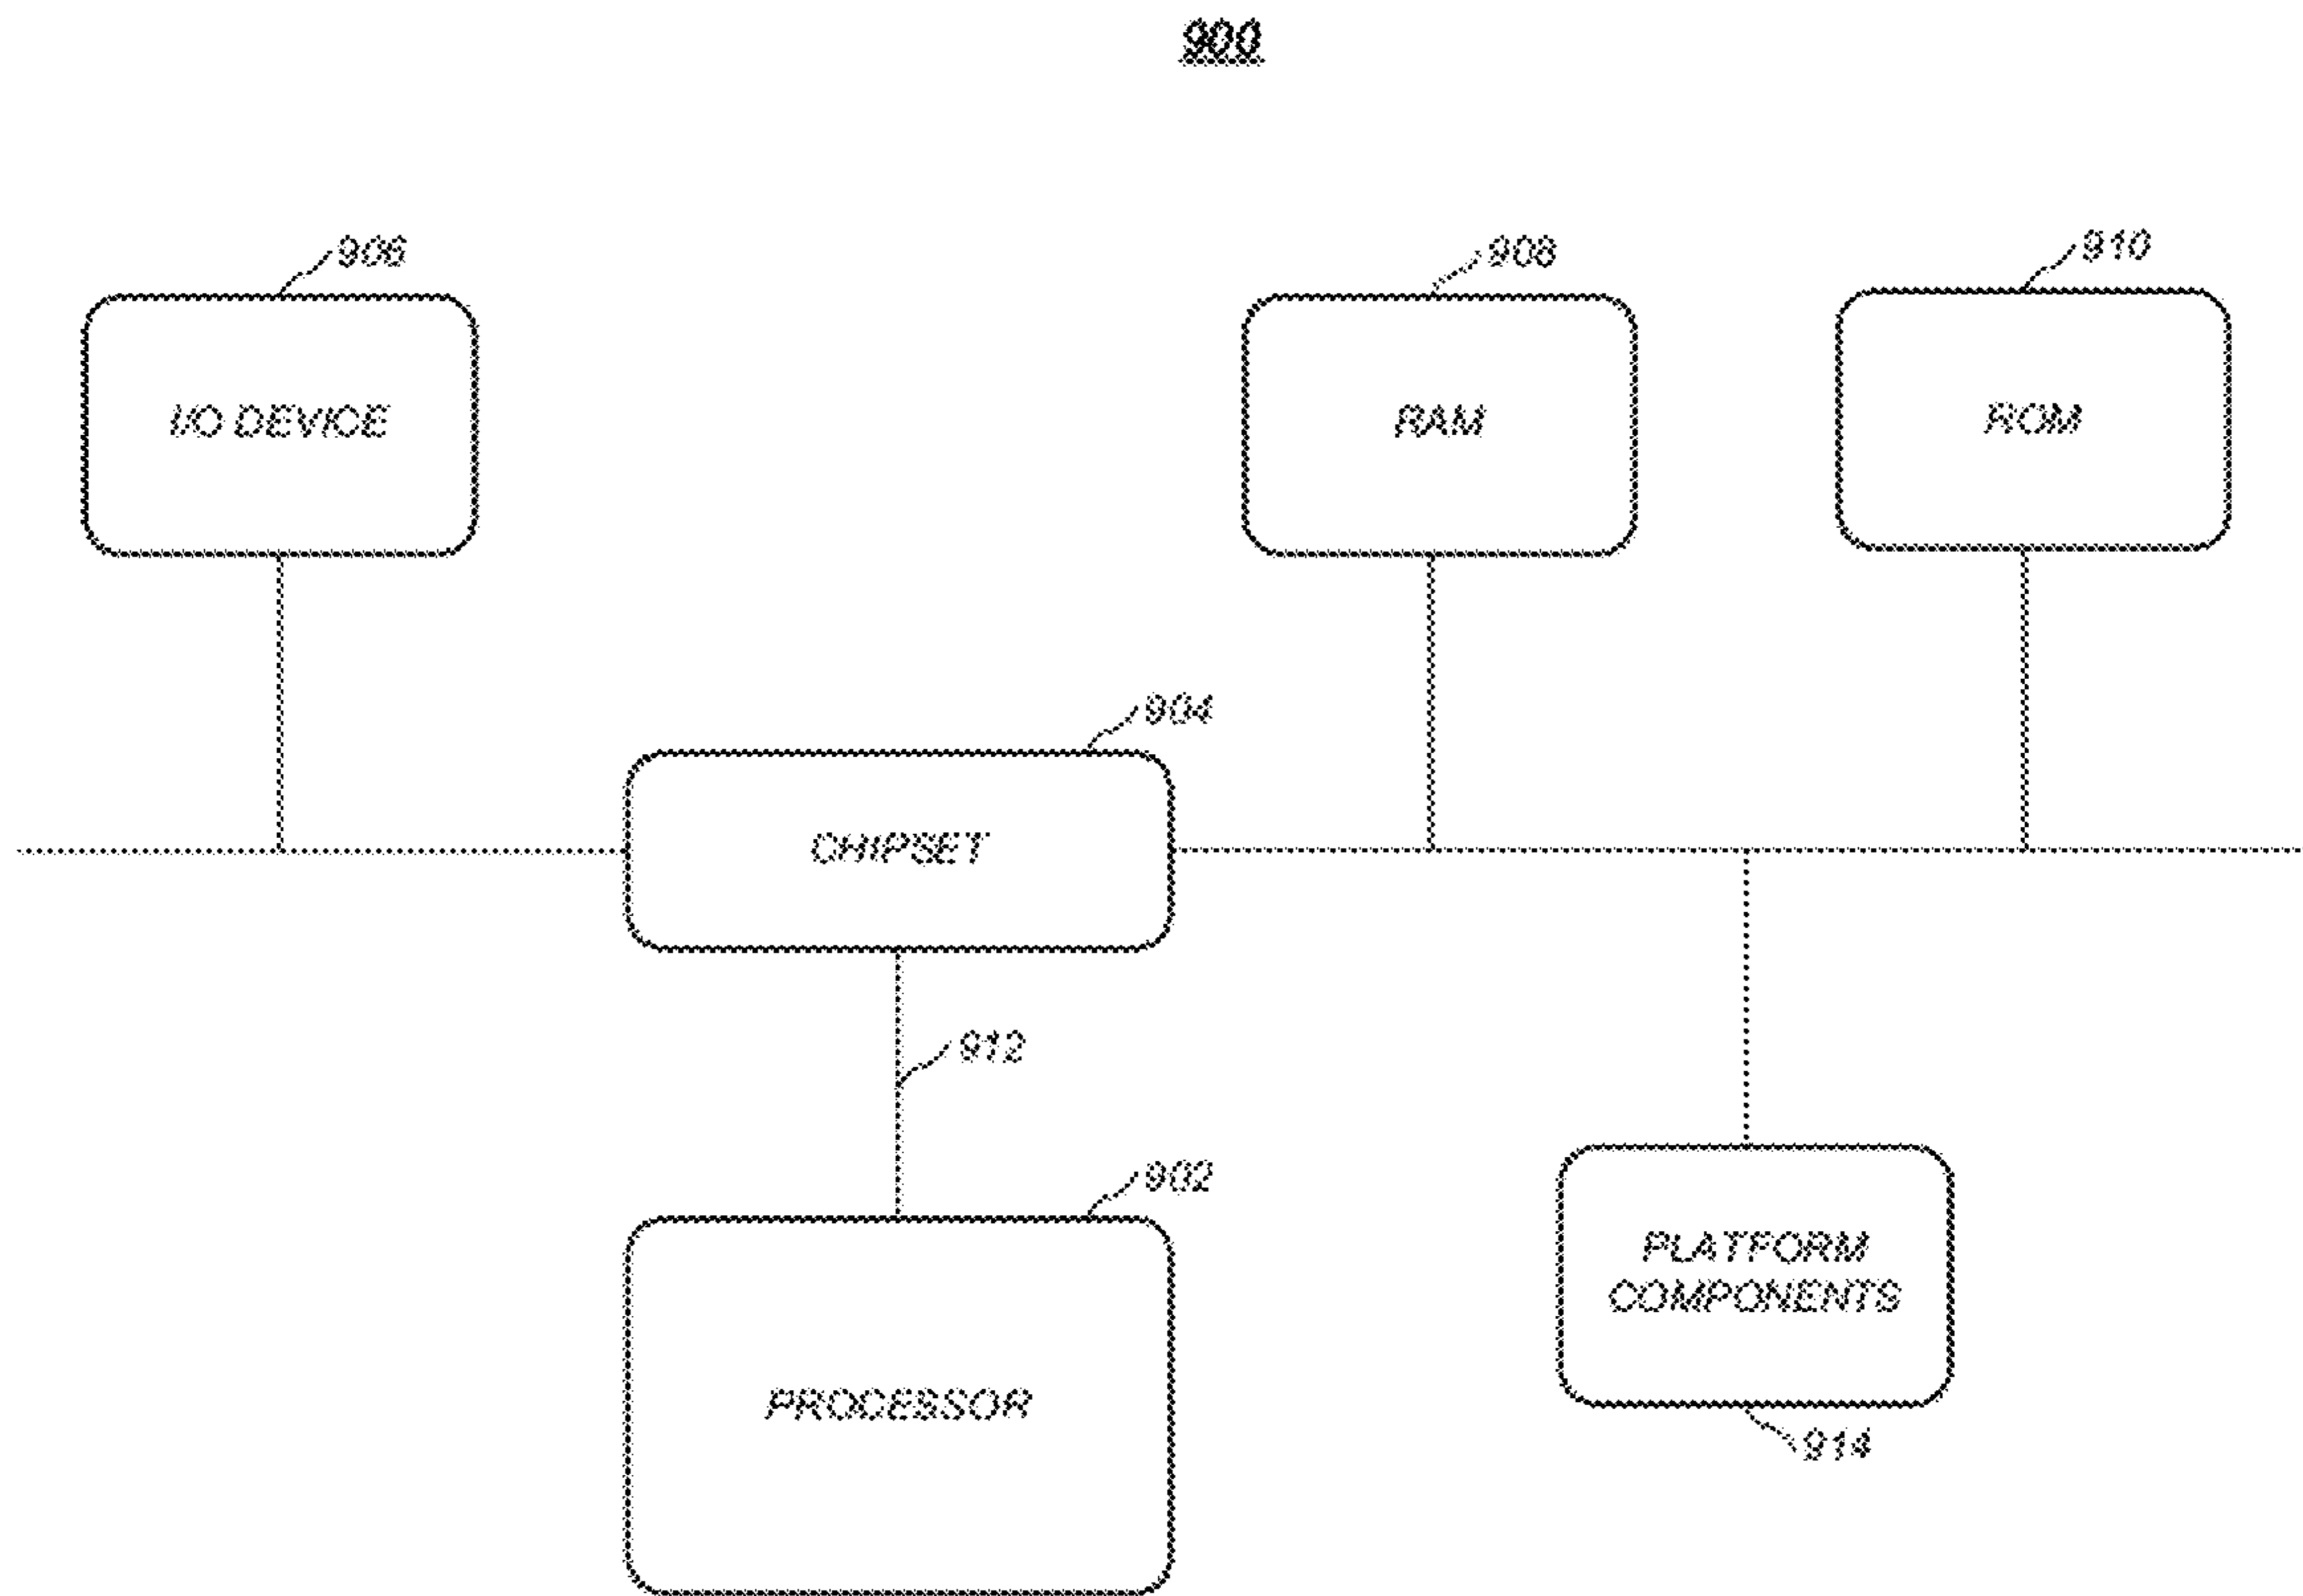 900
906
908
910
I/O DEVICE
RAM
ROM
904
CHIPSET
912
902
PROCESSOR
PLATFORM
COMPONENTS
914